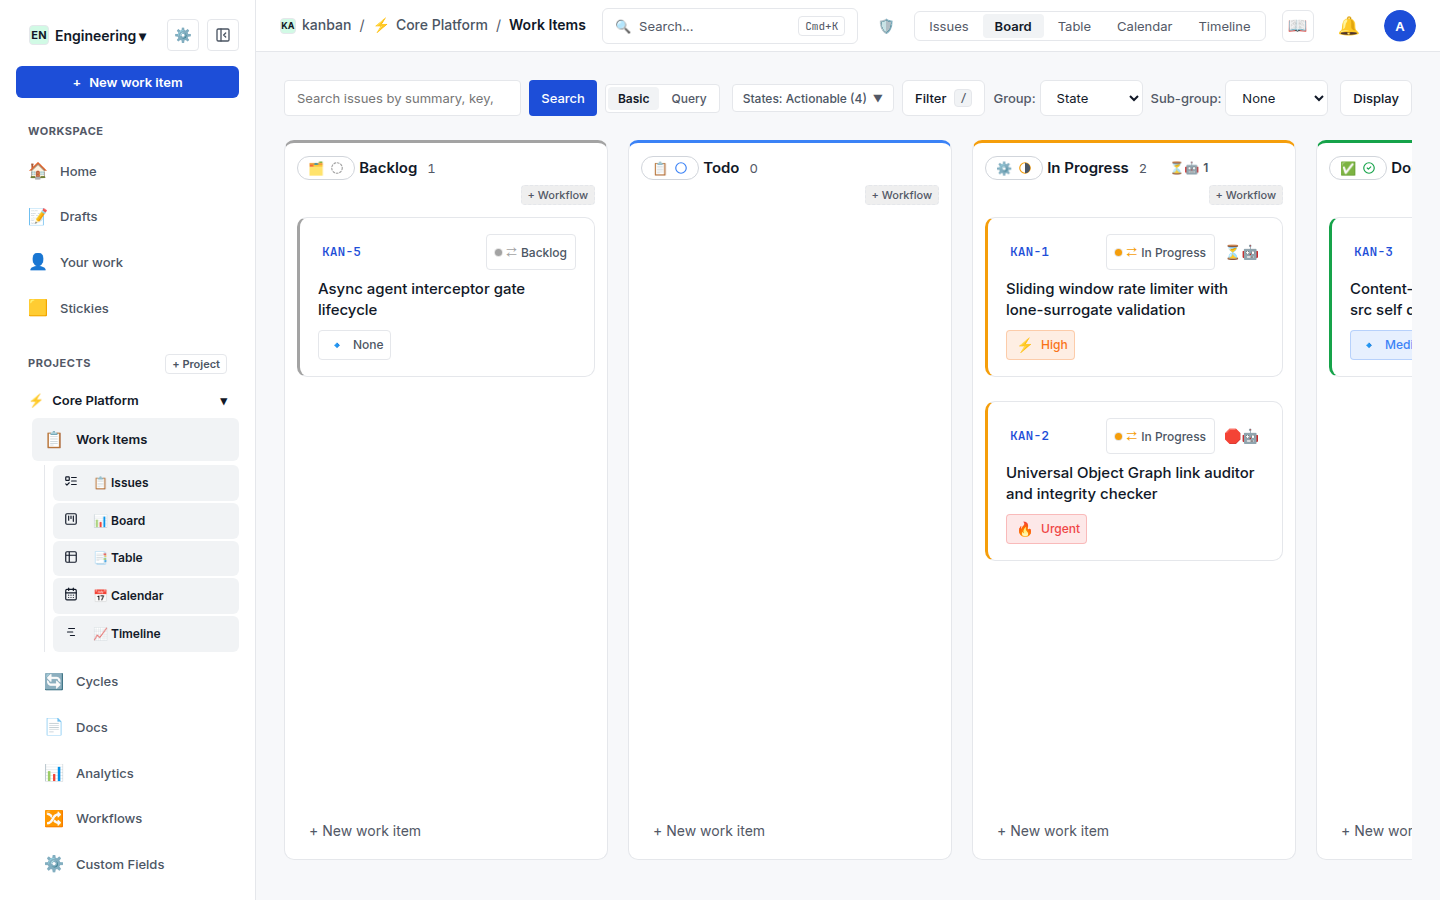 EN Engineering ▾
+ New work item
WORKSPACE
Home
Drafts
Your work
Stickies
PROJECTS
+ Project
Core Platform ▾
Work Items
Issues
Board
Table
Calendar
Timeline
Cycles
Docs
Analytics
Workflows
Custom Fields
KA kanban / Core Platform / Work Items
Search...
Cmd+K
Issues
Board
Table
Calendar
Timeline
A
Search issues by summary, key,
Search
Basic
Query
States: Actionable (4) ▼
Filter /
Group: State
Sub-group: None
Display
Backlog 1
+ Workflow
KAN-5
Backlog
Async agent interceptor gate
lifecycle
None
+ New work item
Todo 0
+ Workflow
+ New work item
In Progress 2
1
+ Workflow
KAN-1
In Progress
Sliding window rate limiter with
lone-surrogate validation
High
KAN-2
In Progress
Universal Object Graph link auditor
and integrity checker
Urgent
+ New work item
Do
KAN-3
Content-
src self
Medi
+ New wor